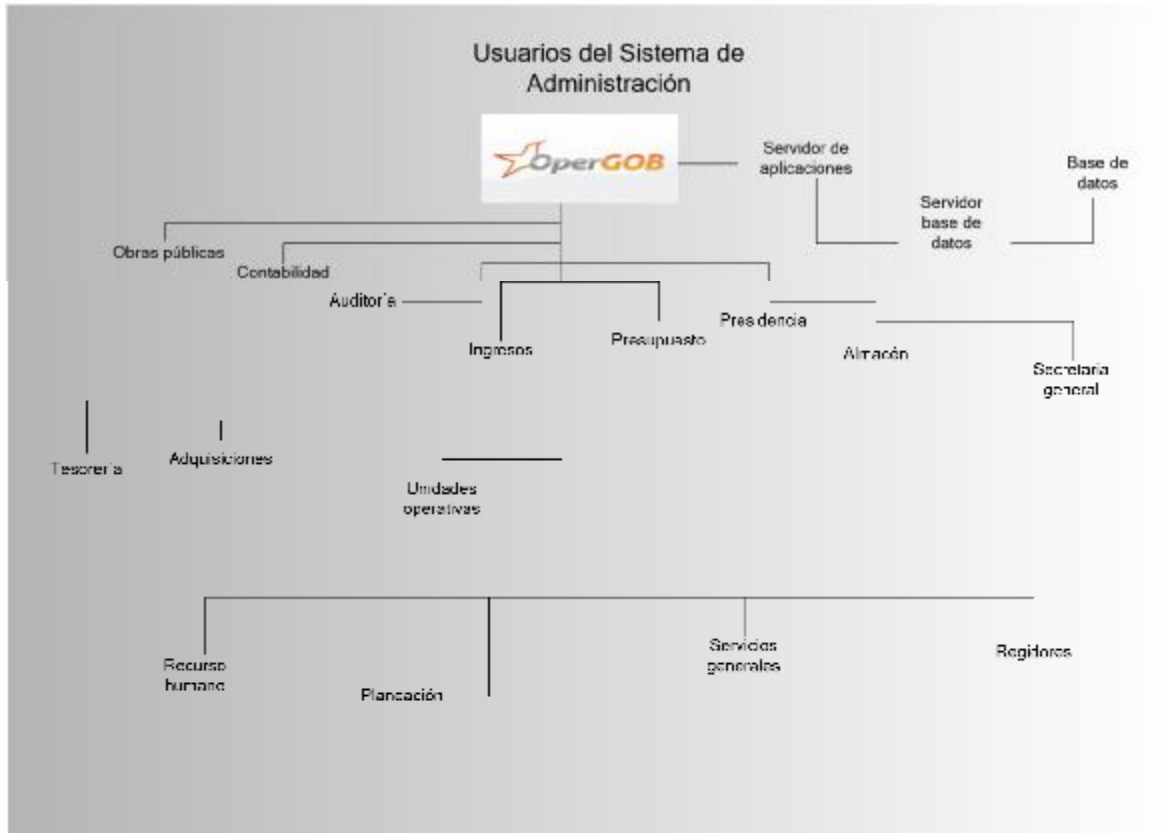 Usuarios del Sistema de
Administración
OperGOB
Servidor de
aplicaciones
Base de
datos
Servidor
base de
datos
Obras públicas
Contabilidad
Auditoría
Ingresos
Presupuesto
Presidencia
Almacén
Secretaria
general
Tesorería
Adquisiciones
Unidades
operativas
Recurso
humano
Planeación
Servicios
generales
Regidores